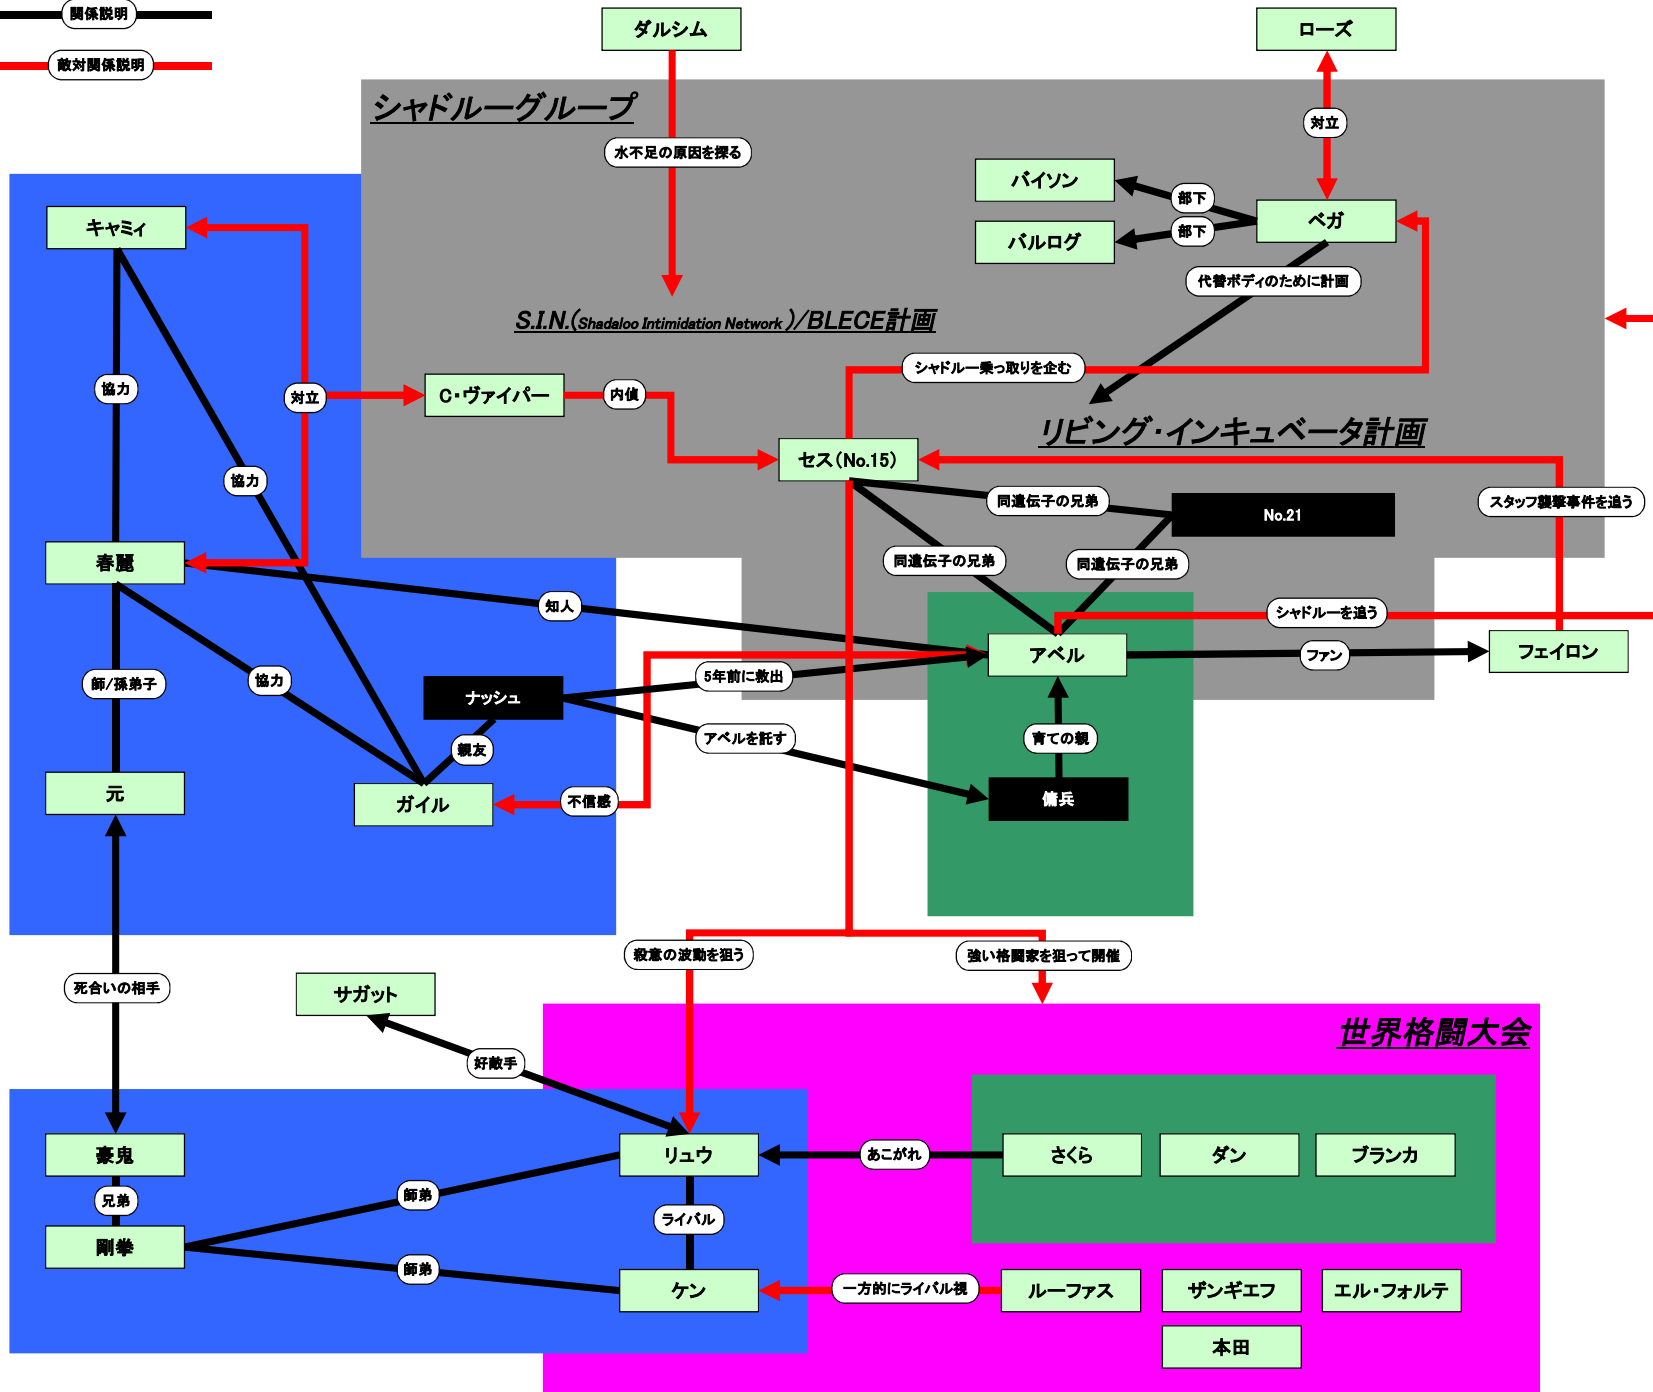 関係説明
敵対関係説明
ダルシム
ローズ
シャドルーグループ
対立
水不足の原因を探る
バイソン
部下
ベガ
バルログ
部下
キャミィ
代替ボディのために計画
S.I.N.(Shadaloo Intimidation Network)/BLECE計画
シャドルー乗っ取りを企む
協力
対立
C・ヴァイパー
内偵
リビング・インキュベータ計画
セス(No.15)
協力
同遺伝子の兄弟
No.21
スタッフ襲撃事件を追う
春麗
同遺伝子の兄弟
同遺伝子の兄弟
知人
シャドルーを追う
アベル
ファン
フェイロン
師/孫弟子
協力
ナッシュ
5年前に救出
親友
アベルを託す
育ての親
元
ガイル
不信感
傭兵
殺意の波動を狙う
強い格闘家を狙って開催
死合いの相手
サガット
世界格闘大会
好敵手
豪鬼
リュウ
あこがれ
さくら
ダン
ブランカ
兄弟
師弟
ライバル
剛拳
師弟
ケン
一方的にライバル視
ルーファス
ザンギエフ
エル・フォルテ
本田